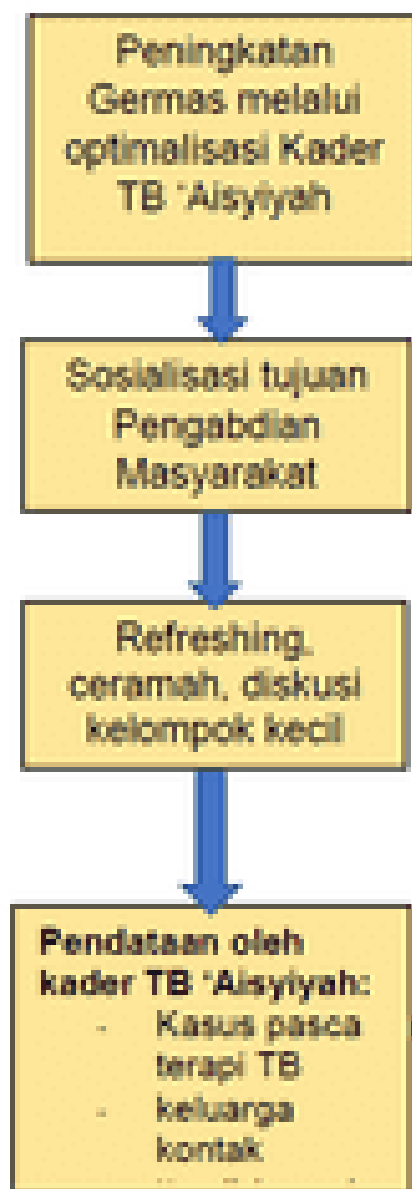 Peningkatan
Germas melalui
optimalisasi Kader
TB 'Aisyiyah
Sosialisasi tujuan
Pengabdian
Masyarakat
Refreshing,
ceramah, diskusi
kelompok kecil
Pendataan oleh
kader TB 'Aisyiyah:
- Kasus pasca
terapi TB
- keluarga
kontak